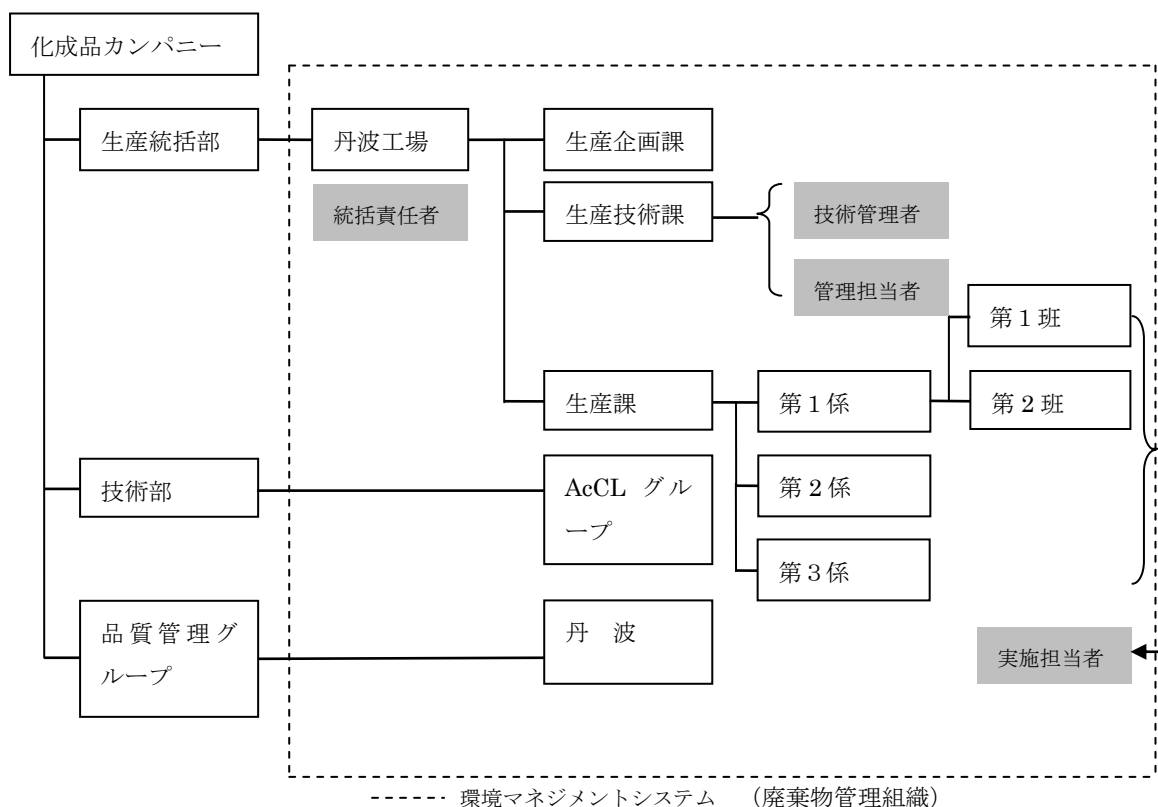 化成品カンパニー
生産統括部
丹波工場
生産企画課
統括責任者
生産技術課
技術管理者
管理担当者
第1班
生産課
第1係
第2班
技術部
AcCL グル
ープ
第2係
第3係
品質管理グ
ループ
丹 波
実施担当者
環境マネジメントシステム (廃棄物管理組織)